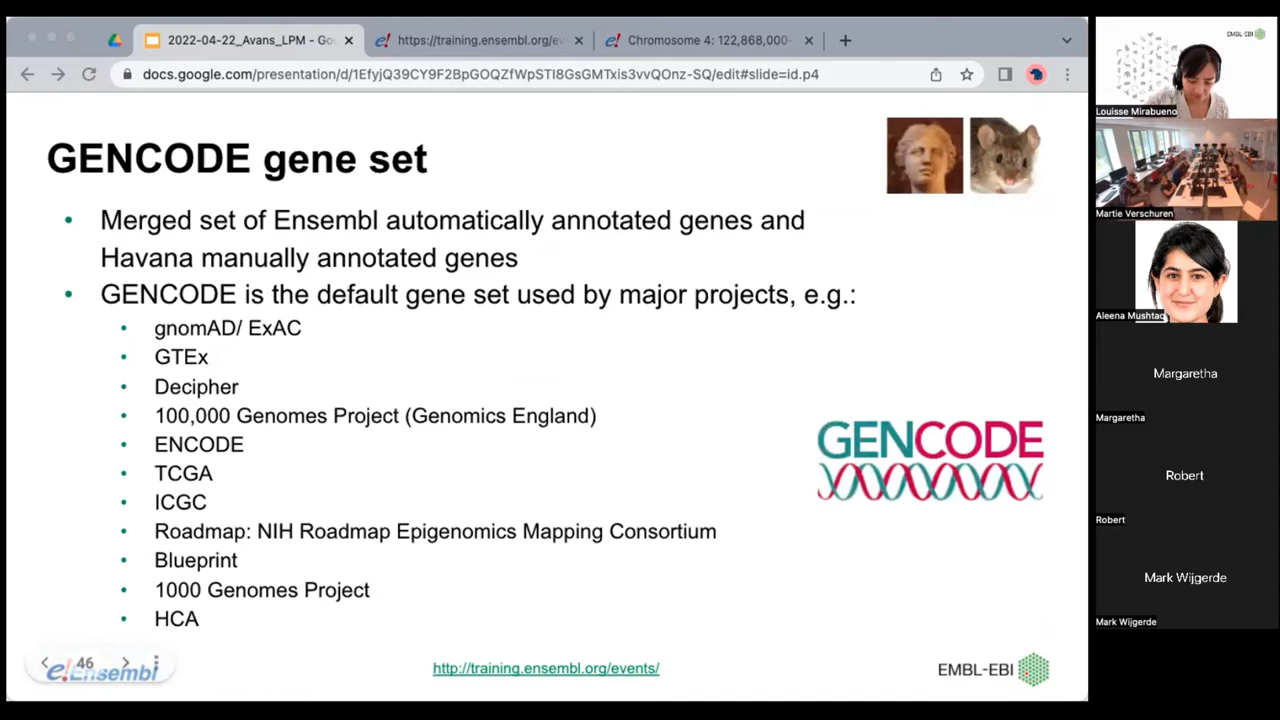 2022-04-22_Avans_LPM - Go
https://training.ensembl.org/ev
Chromosome 4: 122,868,000-
docs.google.com/presentation/d/1EfyjQ39CY9F2BpGOQZfWpSTI8GsGMTxis3vvQOnz-SQ/edit#slide=id.p4
GENCODE gene set
• Merged set of Ensembl automatically annotated genes and
Havana manually annotated genes
• GENCODE is the default gene set used by major projects, e.g.:
• gnomAD/ ExAC
• GTEx
• Decipher
• 100,000 Genomes Project (Genomics England)
• ENCODE
• TCGA
• ICGC
• Roadmap: NIH Roadmap Epigenomics Mapping Consortium
• Blueprint
• 1000 Genomes Project
• HCA
GENCODE
46
e!Ensembl
http://training.ensembl.org/events/
EMBL-EBI
EMBL-EBI
Louisse Mirabueno
Martie Verschuren
Aleena Mushtaq
Margaretha
Margaretha
Robert
Robert
Mark Wijgerde
Mark Wijgerde